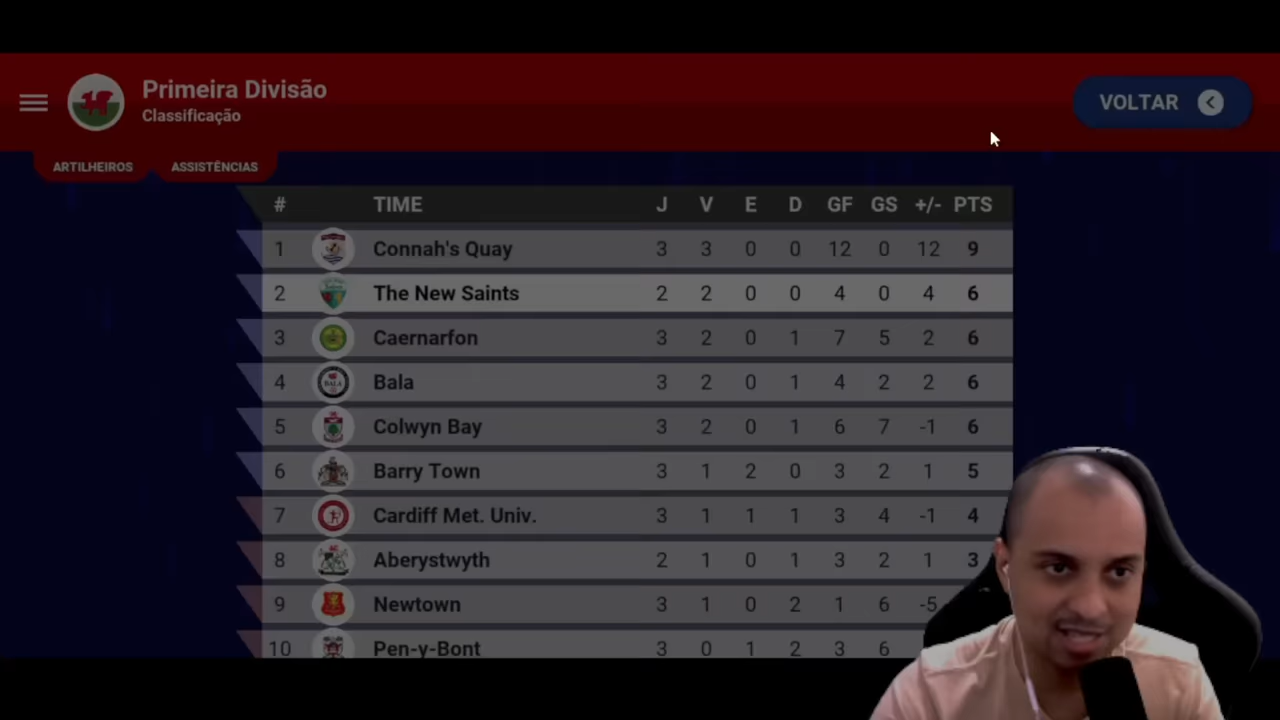 Primeira Divisão
Classificação
VOLTAR
ARTILHEIROS ASSISTÊNCIAS
# TIME J V E D GF GS +/- PTS
1 Connah's Quay 3 3 0 0 12 0 12 9
2 The New Saints 2 2 0 0 4 0 4 6
3 Caernarfon 3 2 0 1 7 5 2 6
4 BALA Bala 3 2 0 1 4 2 2 6
5 Colwyn Bay 3 2 0 1 6 7 -1 6
6 Barry Town 3 1 2 0 3 2 1 5
7 Cardiff Met. Univ. 3 1 1 1 3 4 -1 4
8 Aberystwyth 2 1 0 1 3 2 1 3
9 Newtown 3 1 0 2 1 6 -5
10 Pen-y-Bont 3 0 1 2 3 6